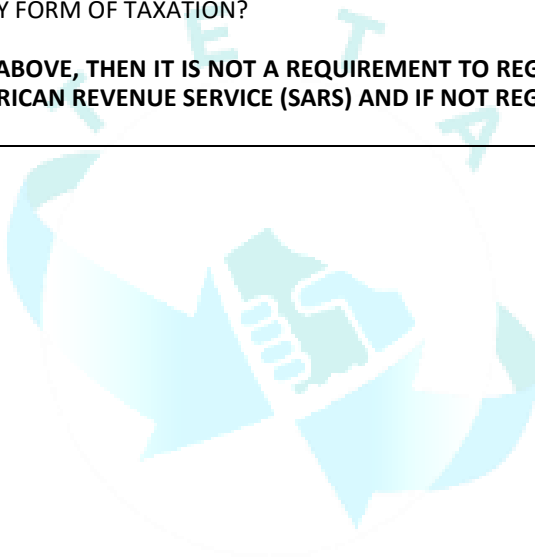 E T
A
Y FORM OF TAXATION?
ABOVE, THEN IT IS NOT A REQUIREMENT TO REG
RICAN REVENUE SERVICE (SARS) AND IF NOT REG